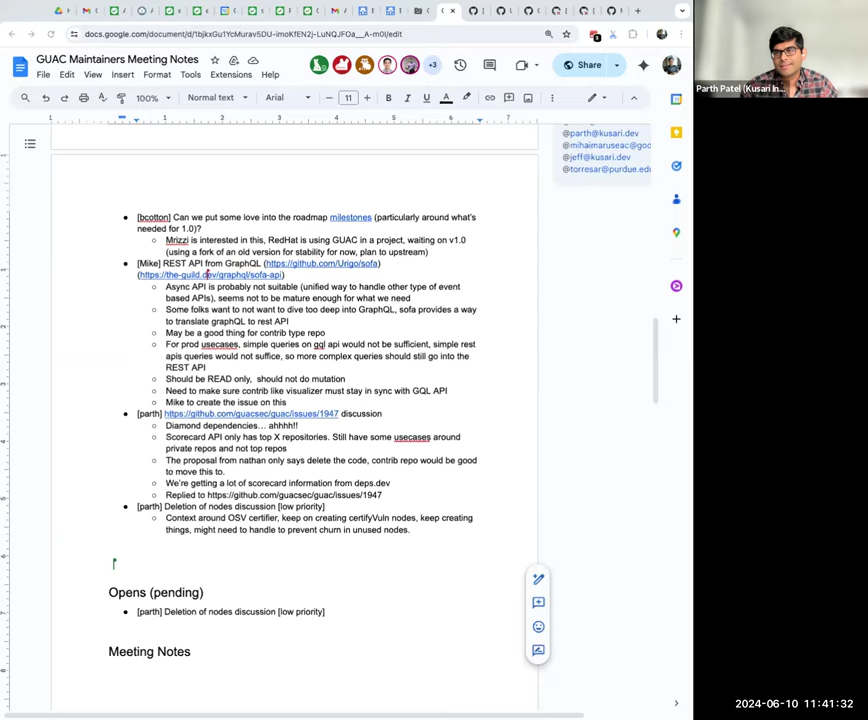 docs.google.com/document/d/1bjkxGu1YcMurav5DU-imoKfEN2j-LuNQJFOa__A-m0I/edit
GUAC Maintainers Meeting Notes
File Edit View Insert Format Tools Extensions Help
+3
Share
100%
Normal text
Arial
11
B I U A
1 1 2 3 4 5 6 7
@parth@kusari.dev
@mihaimaruseac@goo
@jeff@kusari.dev
@torresar@purdue.edu
[bcotton] Can we put some love into the roadmap milestones (particularly around what's
needed for 1.0)?
Mrizzi is interested in this, RedHat is using GUAC in a project, waiting on v1.0
(using a fork of an old version for stability for now, plan to upstream)
[Mike] REST API from GraphQL (https://github.com/Urigo/sofa)
(https://the-guild.dev/graphql/sofa-api)
Async API is probably not suitable (unified way to handle other type of event
based APIs), seems not to be mature enough for what we need
Some folks want to not want to dive too deep into GraphQL, sofa provides a way
to translate graphQL to rest API
May be a good thing for contrib type repo
For prod usecases, simple queries on gql api would not be sufficient, simple rest
apis queries would not suffice, so more complex queries should still go into the
REST API
Should be READ only, should not do mutation
Need to make sure contrib like visualizer must stay in sync with GQL API
Mike to create the issue on this
[parth] https://github.com/guacsec/guac/issues/1947 discussion
Diamond dependencies… ahhhh!!
Scorecard API only has top X repositories. Still have some usecases around
private repos and not top repos
The proposal from nathan only says delete the code, contrib repo would be good
to move this to.
We're getting a lot of scorecard information from deps.dev
Replied to https://github.com/guacsec/guac/issues/1947
[parth] Deletion of nodes discussion [low priority]
Context around OSV certifier, keep on creating certifyVuln nodes, keep creating
things, might need to handle to prevent churn in unused nodes.
Opens (pending)
[parth] Deletion of nodes discussion [low priority]
Meeting Notes
Parth Patel (Kusari In...
2024-06-10 11:41:32